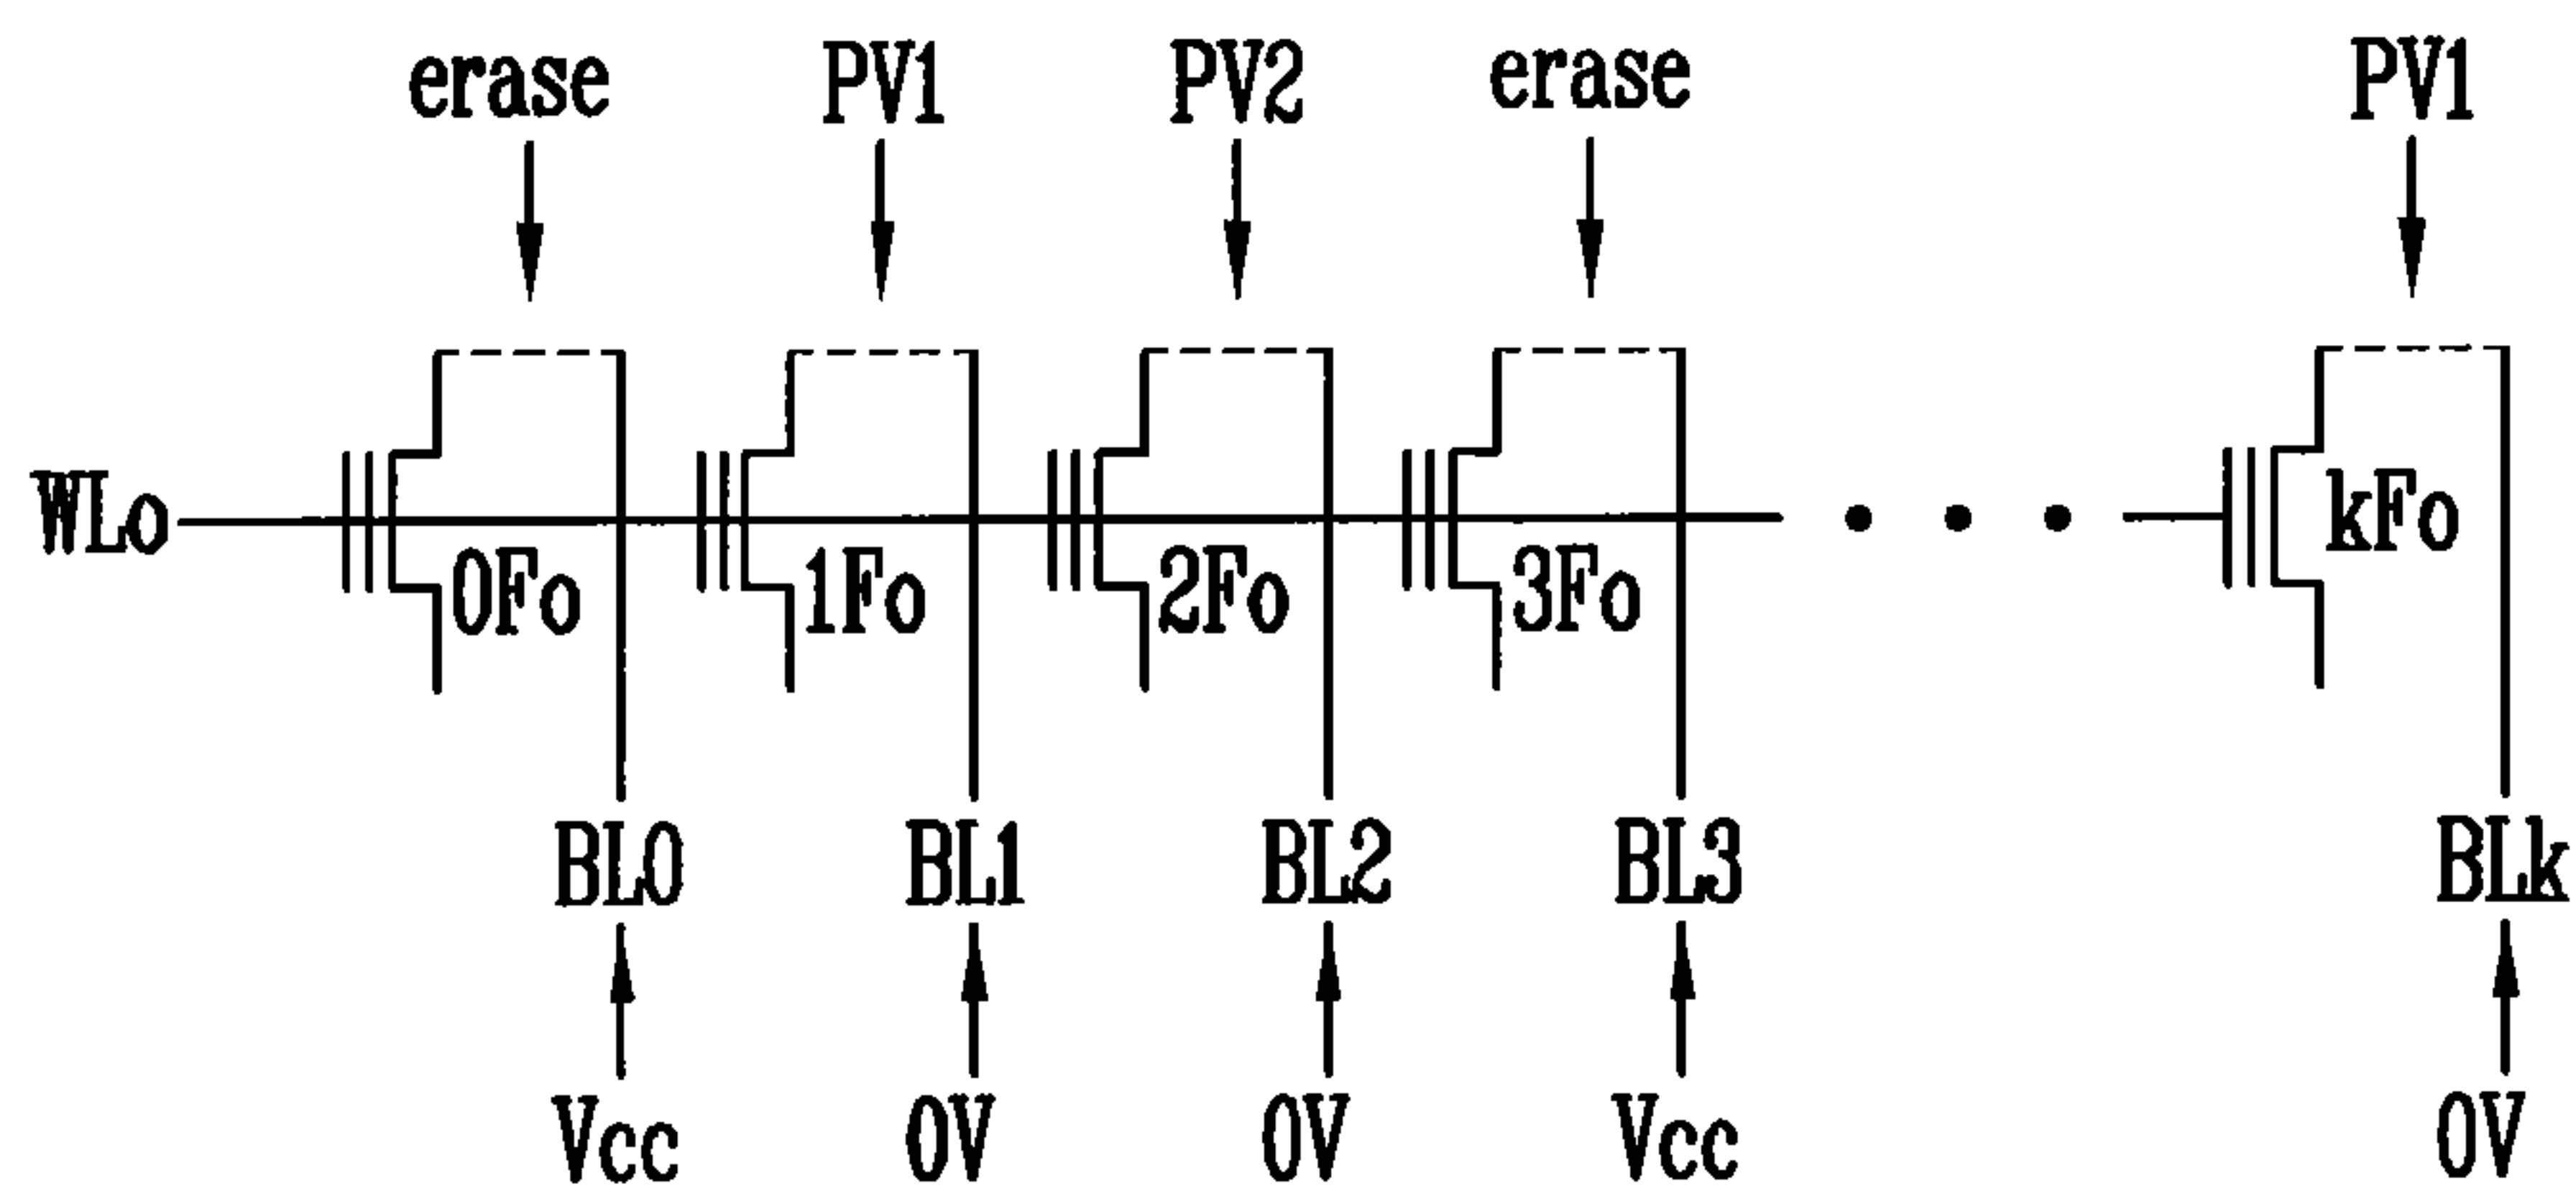 erase PV1 PV2 erase PV1
WLo
kFo
0Fo 1Fo 2Fo 3Fo
BL0 BL1 BL2 BL3 BLk
Vcc 0V 0V Vcc 0V